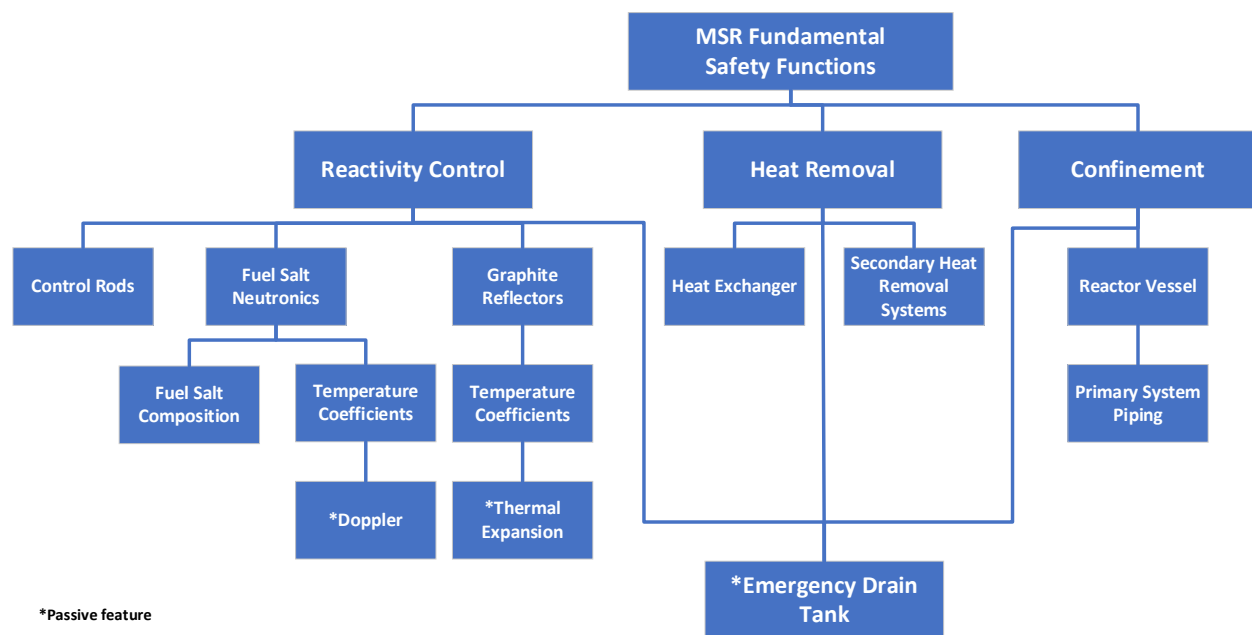 MSR Fundamental
Safety Functions
Reactivity Control
Heat Removal
Confinement
Control Rods
Fuel Salt
Neutronics
Graphite
Reflectors
Heat Exchanger
Secondary Heat
Removal
Systems
Reactor Vessel
Fuel Salt
Composition
Temperature
Coefficients
Temperature
Coefficients
Primary System
Piping
*Doppler
*Thermal
Expansion
*Emergency Drain
Tank
*Passive feature